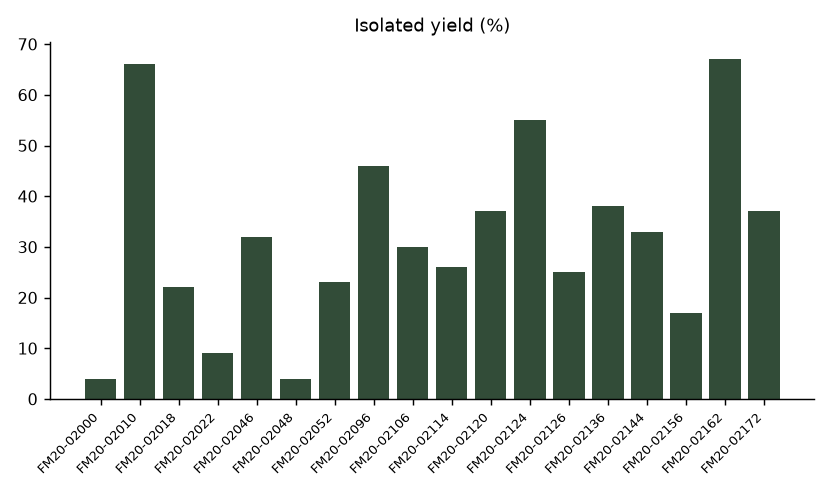 Isolated yield (%)
70
60
50
40
30
20
10
0
FM20-02000
FM20-02010
FM20-02018
FM20-02022
FM20-02046
FM20-02048
FM20-02052
FM20-02096
FM20-02106
FM20-02114
FM20-02120
FM20-02124
FM20-02126
FM20-02136
FM20-02144
FM20-02156
FM20-02162
FM20-02172